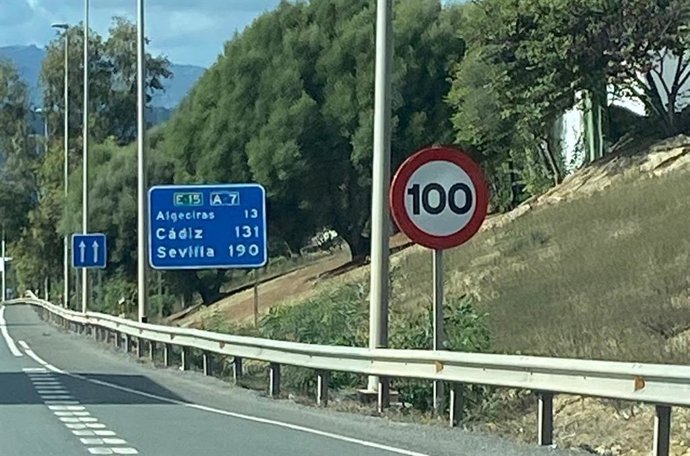 E-15 A-7
Algeciras 13
Cádiz 131
Sevilla 190
100